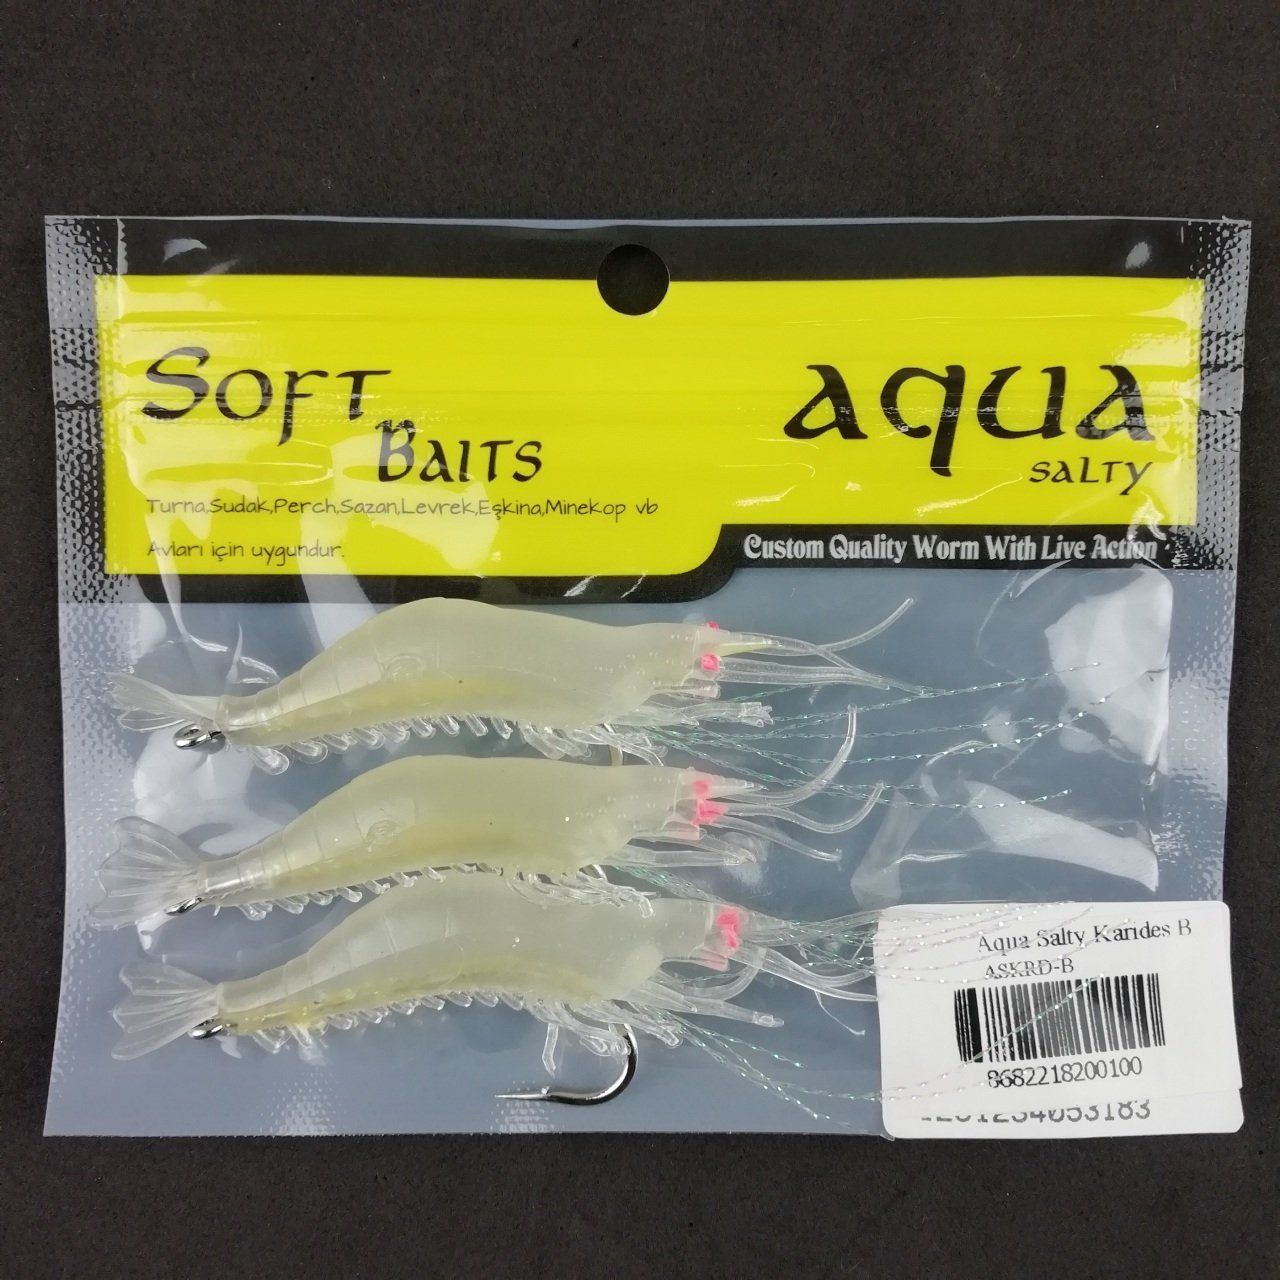 Soft
Baits
aqua
salty
Turna,Sudak,Perch,Sazan,Levrek,Eşkina,Minekop vb
Avları için uygundur.
Custom Quality Worm With Live Action
Aqua Salty Karides B
ASKRD-B
8682218200100